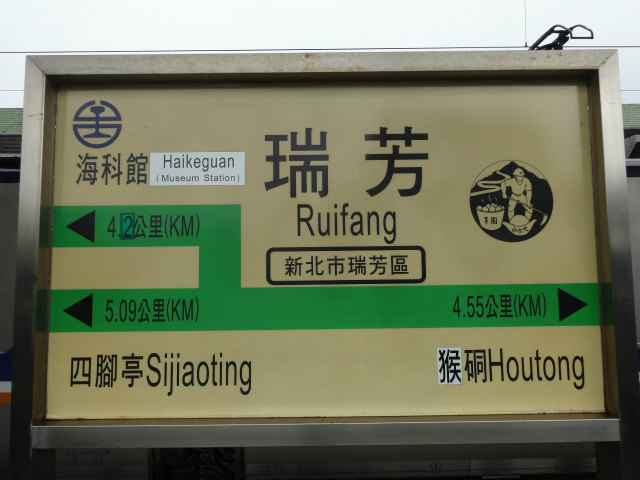 海科館 Haikeguan
(Museum Station)
瑞芳
Ruifang
新北市瑞芳區
4.2公里(KM)
5.09公里(KM)
4.55公里(KM)
四腳亭Sijiaoting
猴硐Houtong